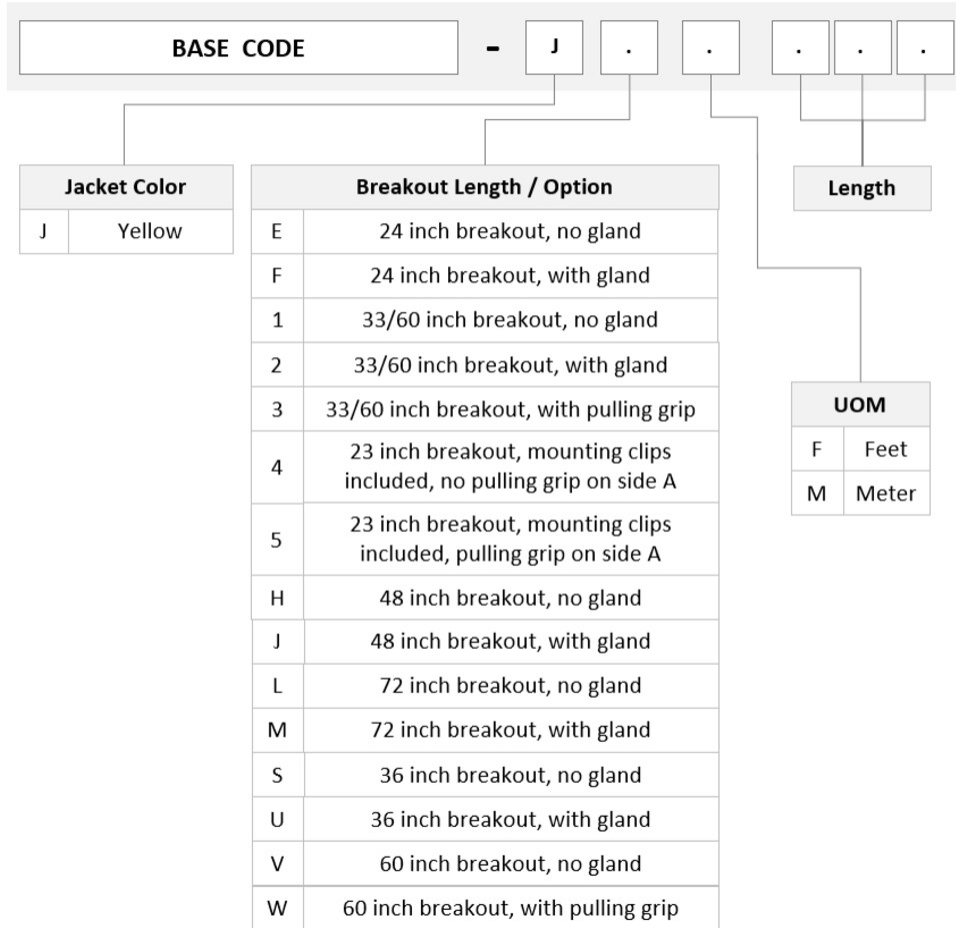 BASE CODE - J . . . . .
Jacket Color
J Yellow
Breakout Length / Option
E 24 inch breakout, no gland
F 24 inch breakout, with gland
1 33/60 inch breakout, no gland
2 33/60 inch breakout, with gland
3 33/60 inch breakout, with pulling grip
4 23 inch breakout, mounting clips
included, no pulling grip on side A
5 23 inch breakout, mounting clips
included, pulling grip on side A
H 48 inch breakout, no gland
J 48 inch breakout, with gland
L 72 inch breakout, no gland
M 72 inch breakout, with gland
S 36 inch breakout, no gland
U 36 inch breakout, with gland
V 60 inch breakout, no gland
W 60 inch breakout, with pulling grip
Length
UOM
F Feet
M Meter